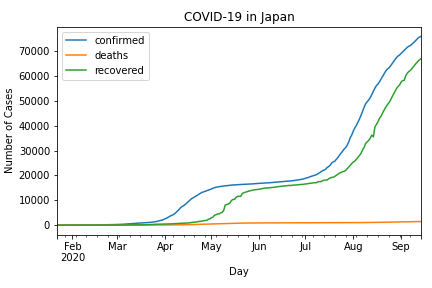 COVID-19 in Japan
confirmed
deaths
recovered
Number of Cases
70000
60000
50000
40000
30000
20000
10000
0
Feb Mar Apr May Jun Jul Aug Sep
2020
Day